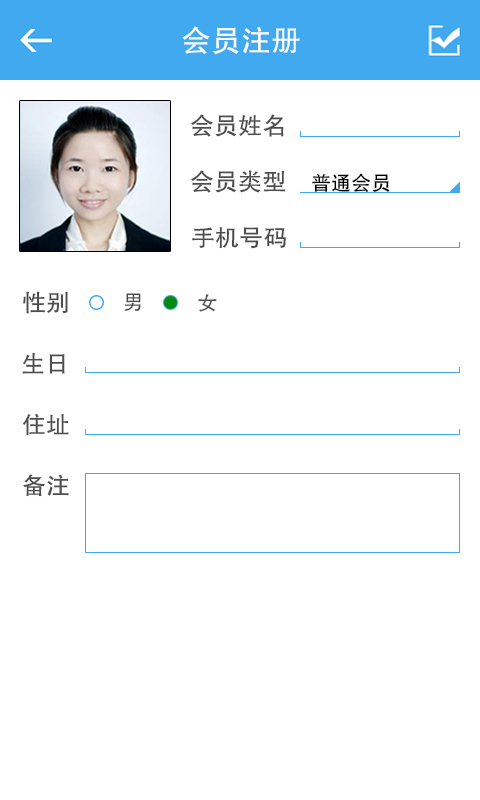 会员注册
会员姓名
会员类型 普通会员
手机号码
性别 男 女
生日
住址
备注